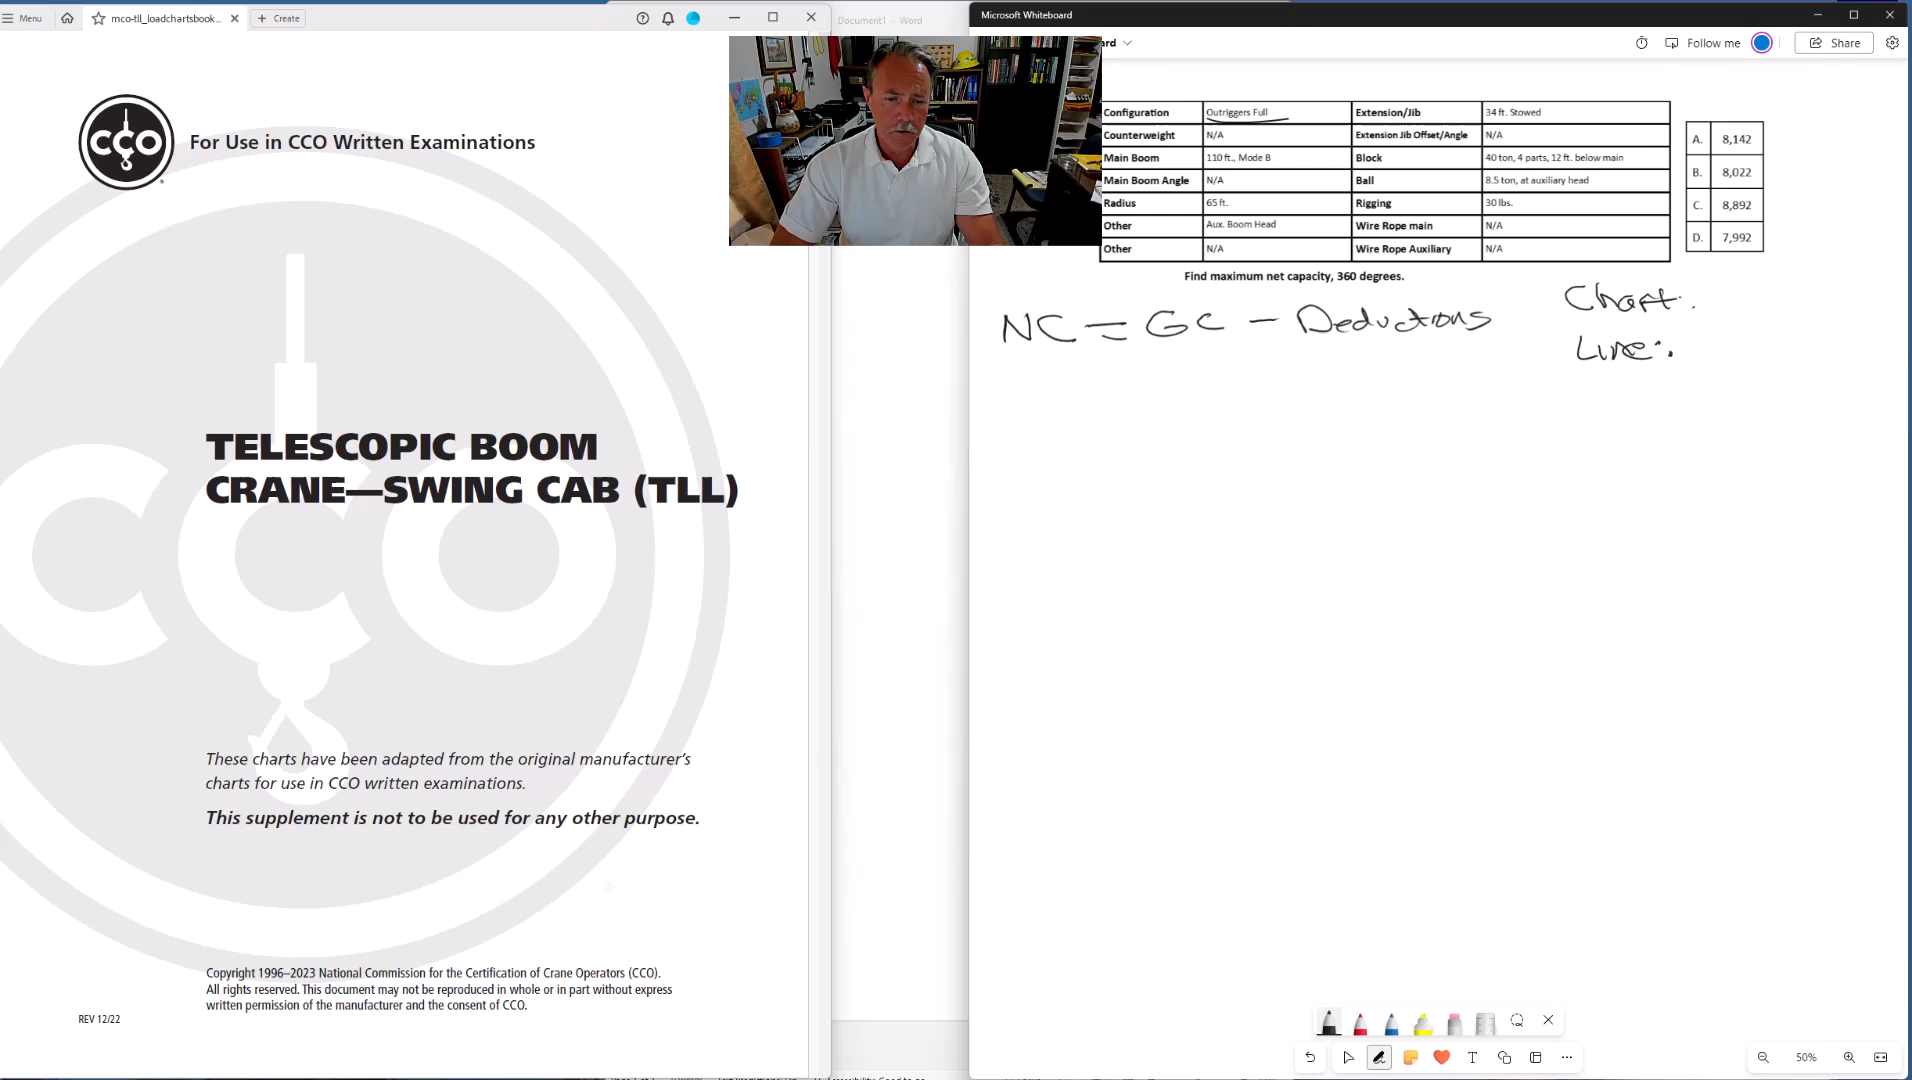 Menu
mco-tll_loadchartsbook...
Create
Document1 - Word
Microsoft Whiteboard
ard
Follow me
Share
CCO
For Use in CCO Written Examinations
TELESCOPIC BOOM
CRANE—SWING CAB (TLL)
These charts have been adapted from the original manufacturer's
charts for use in CCO written examinations.
This supplement is not to be used for any other purpose.
Copyright 1996–2023 National Commission for the Certification of Crane Operators (CCO).
All rights reserved. This document may not be reproduced in whole or in part without express
written permission of the manufacturer and the consent of CCO.
REV 12/22
Configuration Outriggers Full Extension/Jib 34 ft. Stowed
Counterweight N/A Extension Jib Offset/Angle N/A
Main Boom 110 ft., Mode B Block 40 ton, 4 parts, 12 ft. below main
Main Boom Angle N/A Ball 8.5 ton, at auxiliary head
Radius 65 ft. Rigging 30 lbs.
Other Aux. Boom Head Wire Rope main N/A
Other N/A Wire Rope Auxiliary N/A
A. 8,142
B. 8,022
C. 8,892
D. 7,992
Find maximum net capacity, 360 degrees.
NC = GC - Deductions
Chart:
Line:
50%